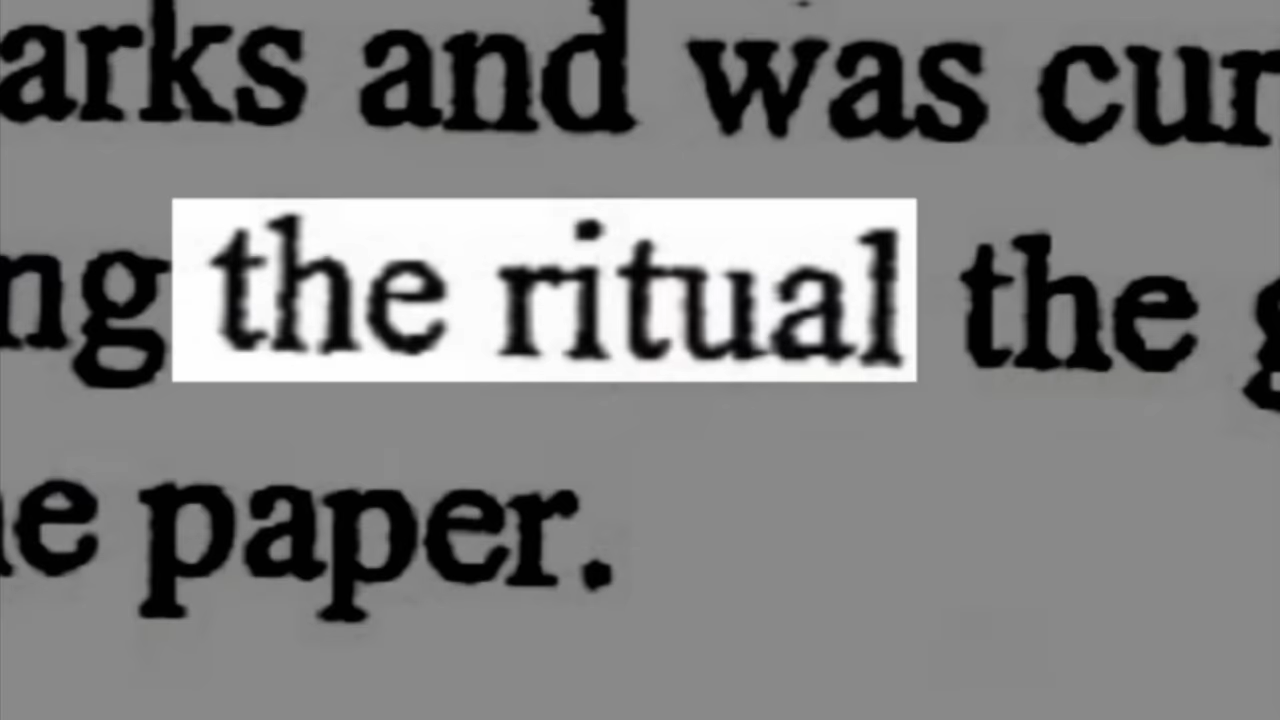 arks and was cur
ng the ritual the g
e paper.